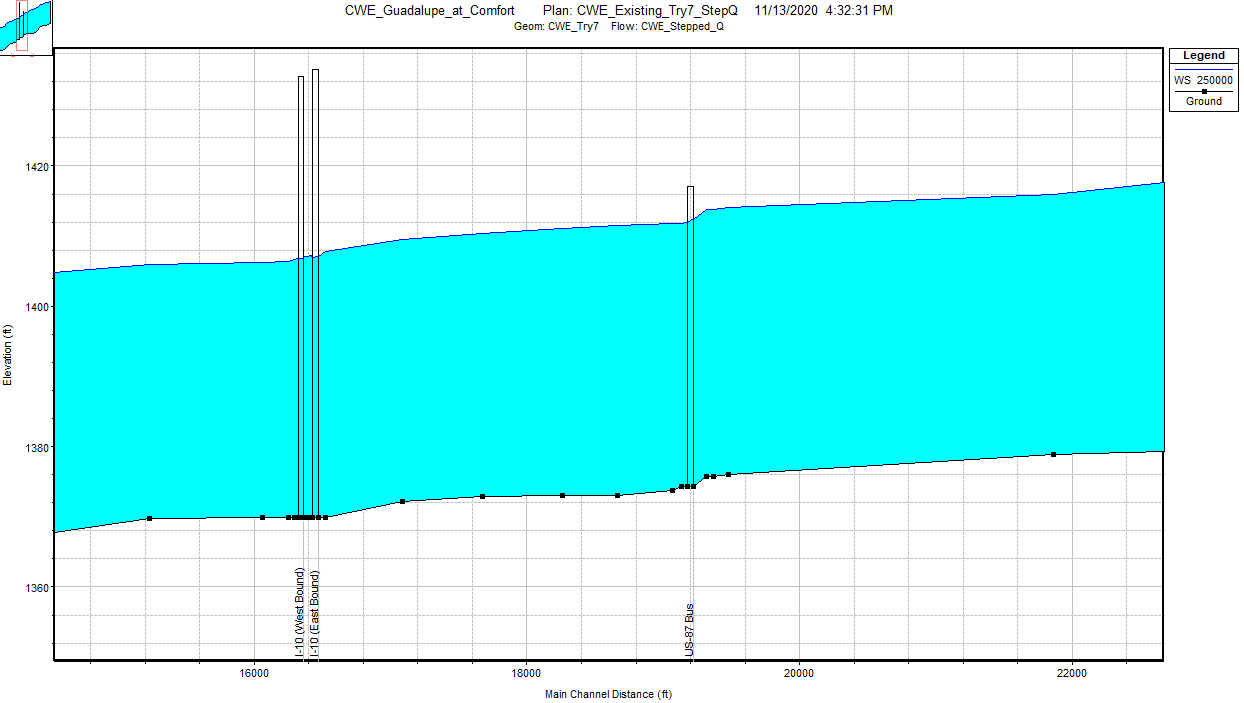 CWE_Guadalupe_at_Comfort Plan: CWE_Existing_Try7_StepQ 11/13/2020 4:32:31 PM
Geom: CWE_Try7 Flow: CWE_Stepped_Q
Legend
WS 250000
Ground
1420
1400
1380
1360
Elevation (ft)
I-10 (West Bound)
I-10 (East Bound)
US-87 Bus
16000
18000
20000
22000
Main Channel Distance (ft)